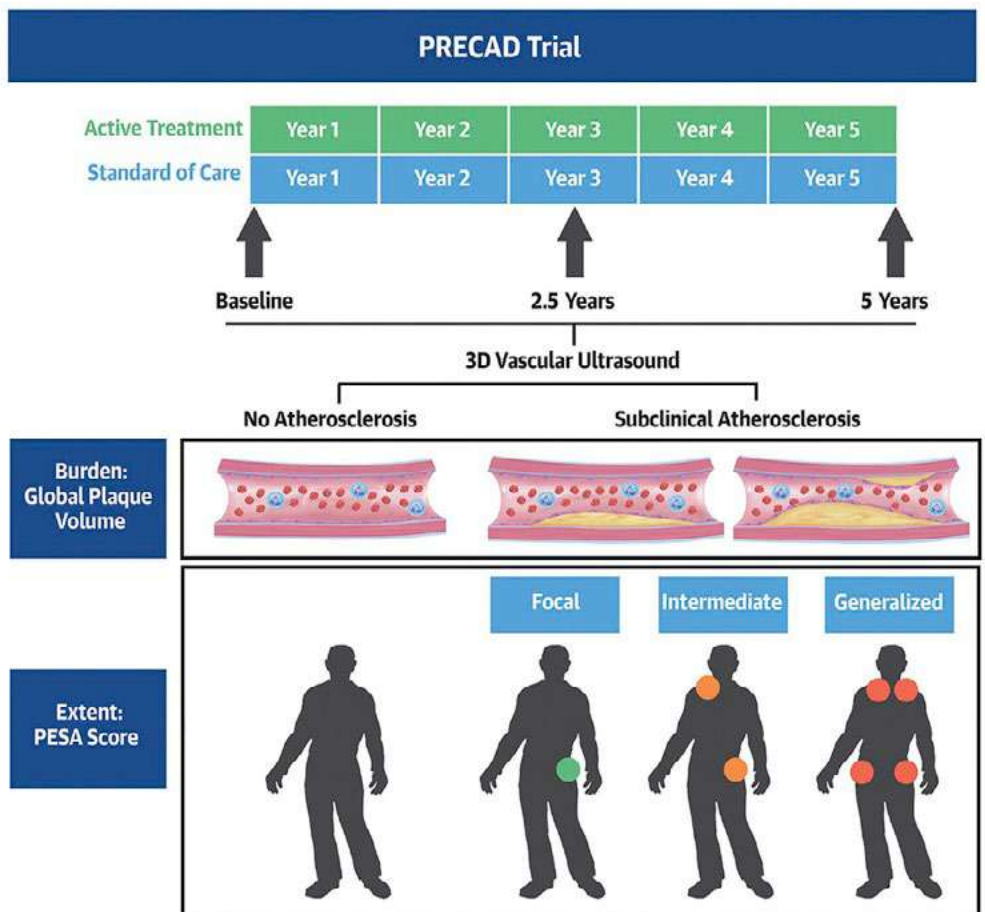 PRECAD Trial
Active Treatment Year 1 Year 2 Year 3 Year 4 Year 5
Standard of Care Year 1 Year 2 Year 3 Year 4 Year 5
Baseline 2.5 Years 5 Years
3D Vascular Ultrasound
No Atherosclerosis Subclinical Atherosclerosis
Burden:
Global Plaque
Volume
Focal Intermediate Generalized
Extent:
PESA Score